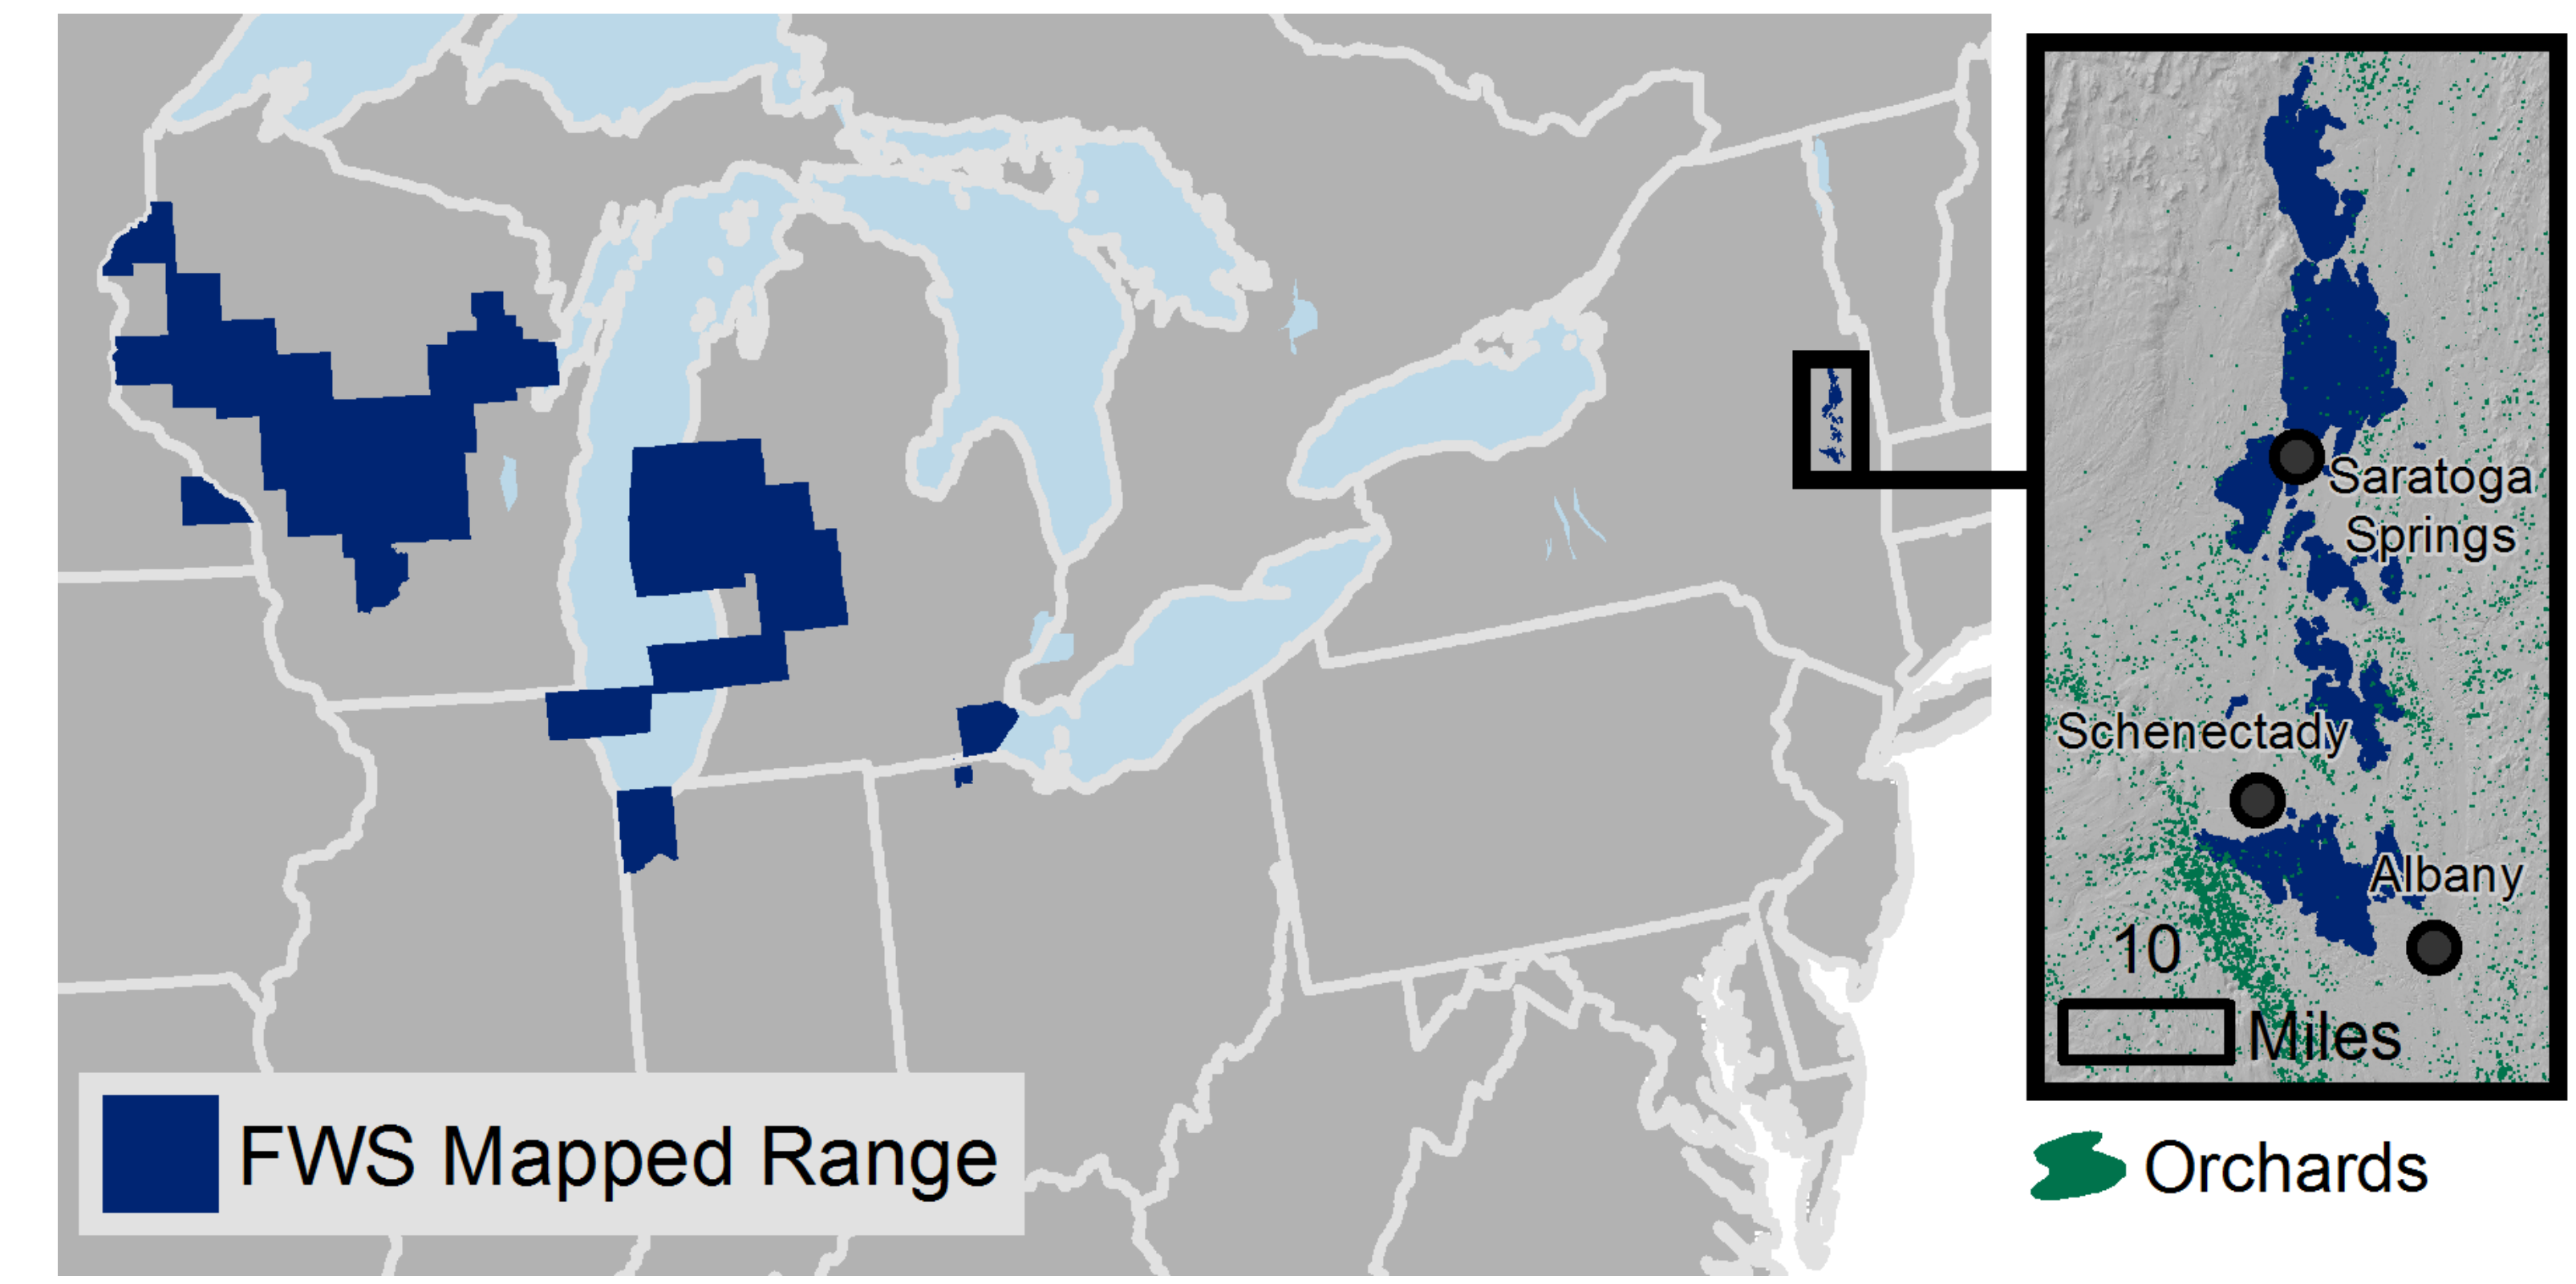 Saratoga
Springs
Schenectady
Albany
10
Miles
FWS Mapped Range
Orchards